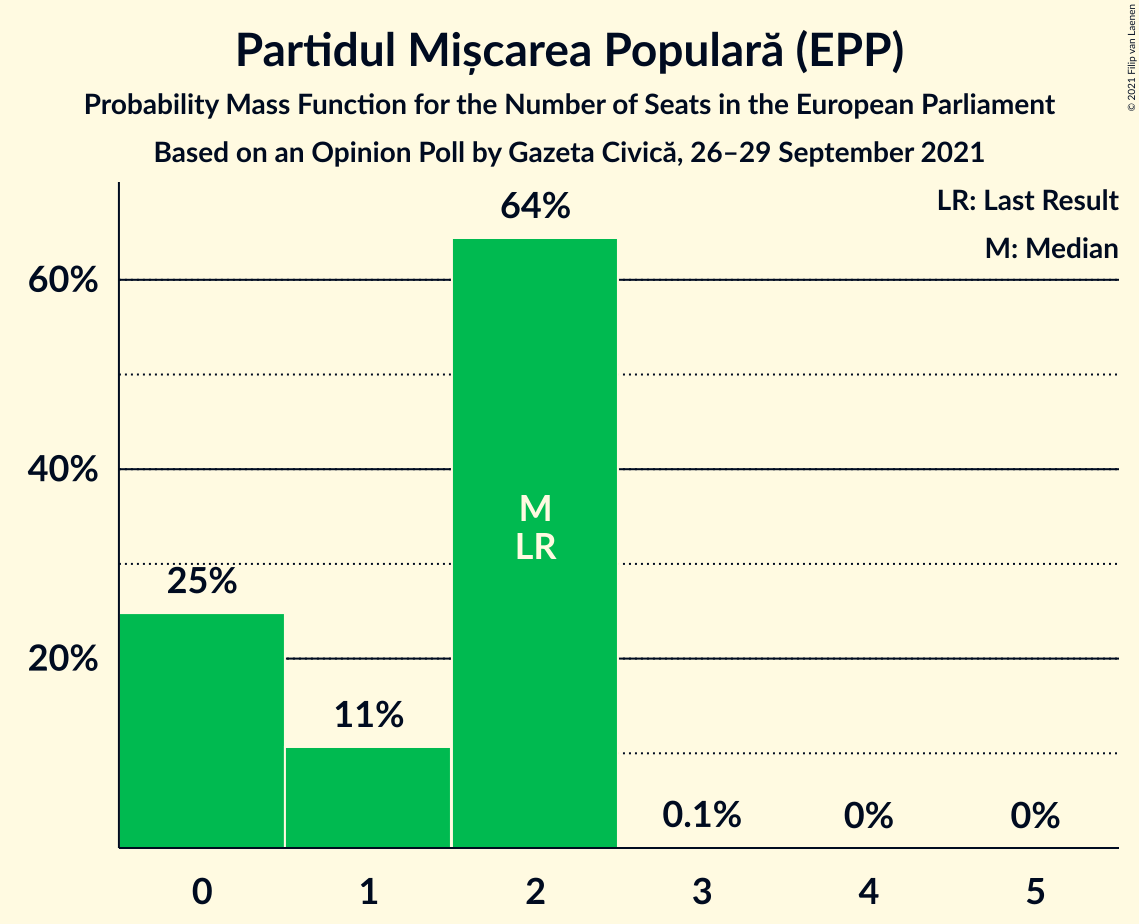 Partidul Mișcarea Populară (EPP)
Probability Mass Function for the Number of Seats in the European Parliament
Based on an Opinion Poll by Gazeta Civică, 26–29 September 2021
© 2021 Filip van Laenen
LR: Last Result
M: Median
64%
60%
40%
M
LR
25%
20%
11%
0.1%
0%
0%
0
1
2
3
4
5